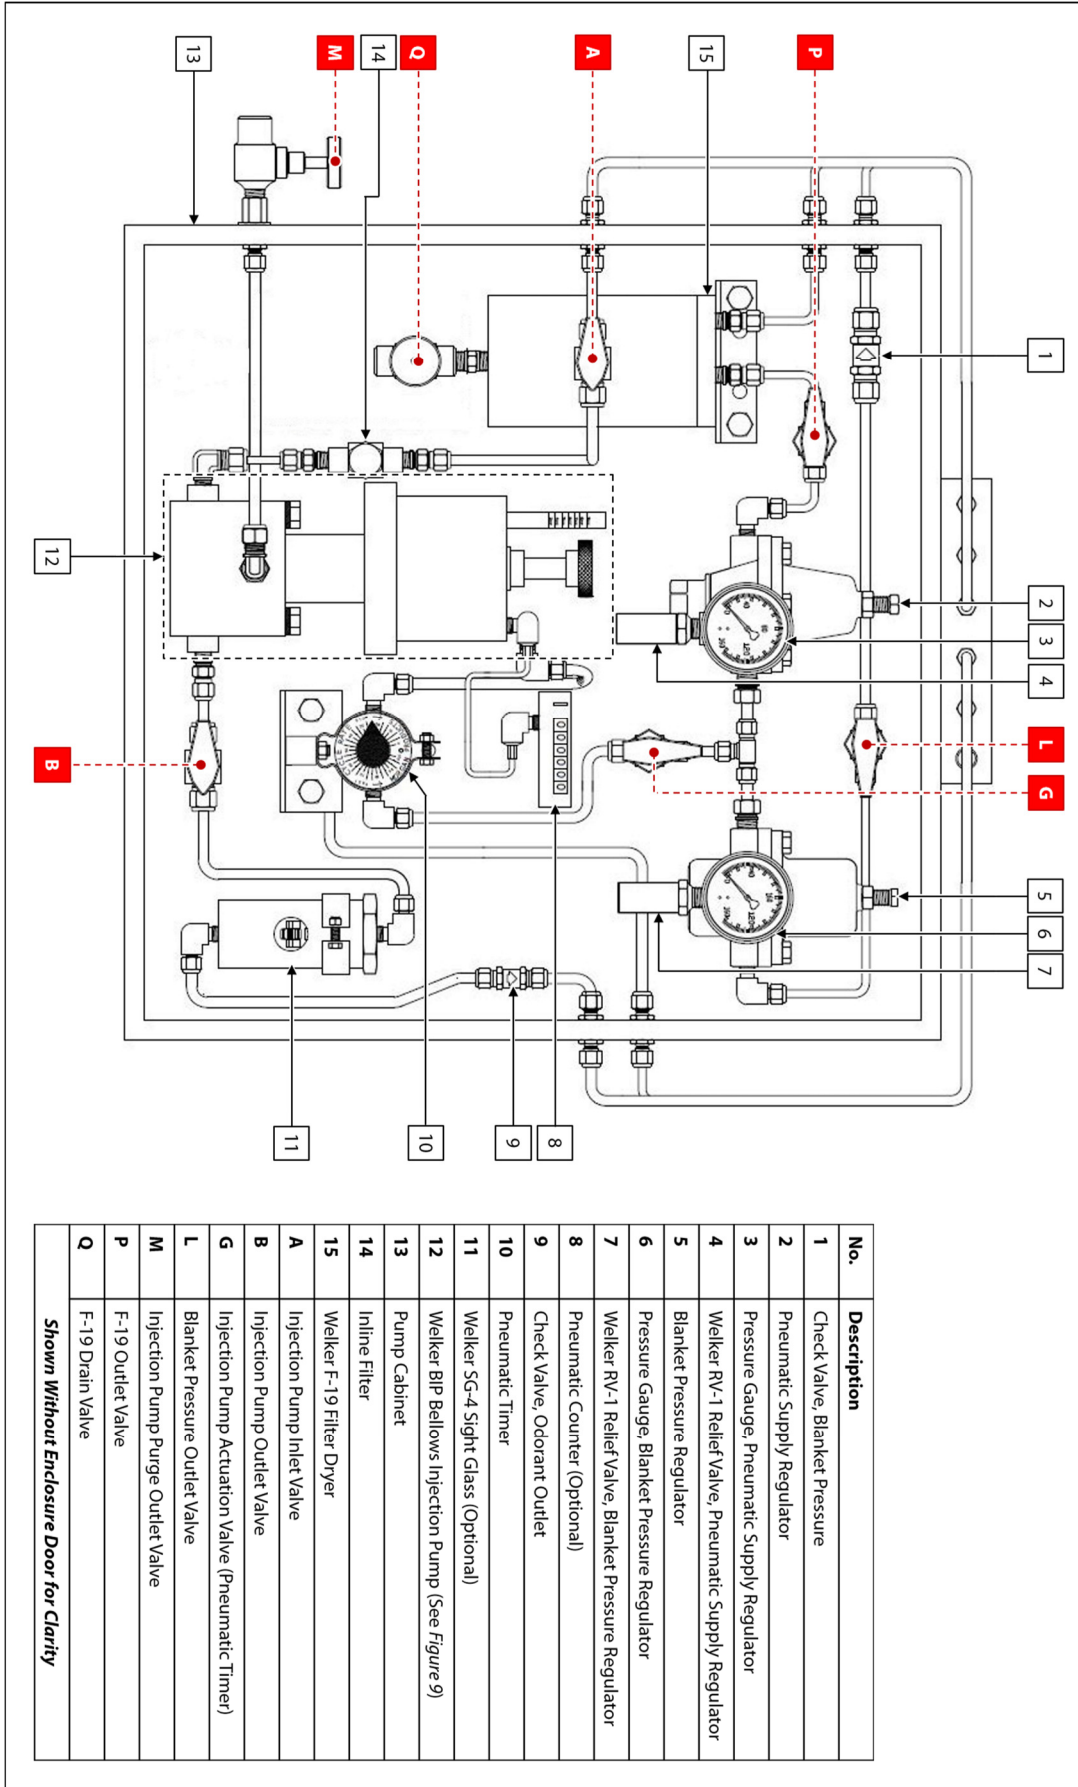 1
2
3
4
L
G
5
6
7
P
15
A
Q
14
M
13
8
9
10
11
12
B
No. Description
1 Check Valve, Blanket Pressure
2 Pneumatic Supply Regulator
3 Pressure Gauge, Pneumatic Supply Regulator
4 Welker RV-1 Relief Valve, Pneumatic Supply Regulator
5 Blanket Pressure Regulator
6 Pressure Gauge, Blanket Pressure Regulator
7 Welker RV-1 Relief Valve, Blanket Pressure Regulator
8 Pneumatic Counter (Optional)
9 Check Valve, Odorant Outlet
10 Pneumatic Timer
11 Welker SG-4 Sight Glass (Optional)
12 Welker BIP Bellows Injection Pump (See Figure 9)
13 Pump Cabinet
14 Inline Filter
15 Welker F-19 Filter Dryer
A Injection Pump Inlet Valve
B Injection Pump Outlet Valve
G Injection Pump Actuation Valve (Pneumatic Timer)
L Blanket Pressure Outlet Valve
M Injection Pump Purge Outlet Valve
P F-19 Outlet Valve
Q F-19 Drain Valve
Shown Without Enclosure Door for Clarity